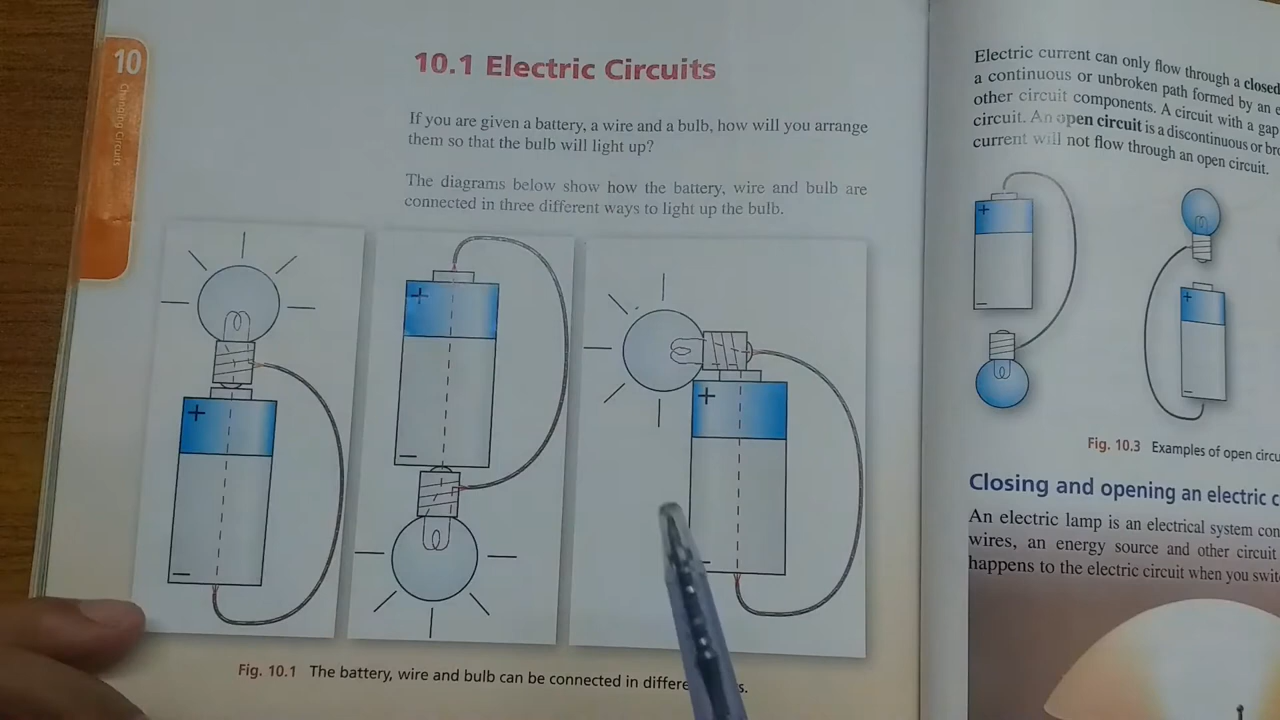 10
Changing Circuits
10.1 Electric Circuits
If you are given a battery, a wire and a bulb, how will you arrange
them so that the bulb will light up?
The diagrams below show how the battery, wire and bulb are
connected in three different ways to light up the bulb.
+
−
+
−
+
−
Fig. 10.1 The battery, wire and bulb can be connected in
Electric current can only flow through a closed
a continuous or unbroken path formed by an
other circuit components. A circuit with a gap
circuit. An open circuit is a discontinuous or
current will not flow through an open circuit.
+
−
+
−
Fig. 10.3 Examples of open
Closing and opening an electric
An electric lamp is an electrical system
wires, an energy source and other circuit
happens to the electric circuit when you